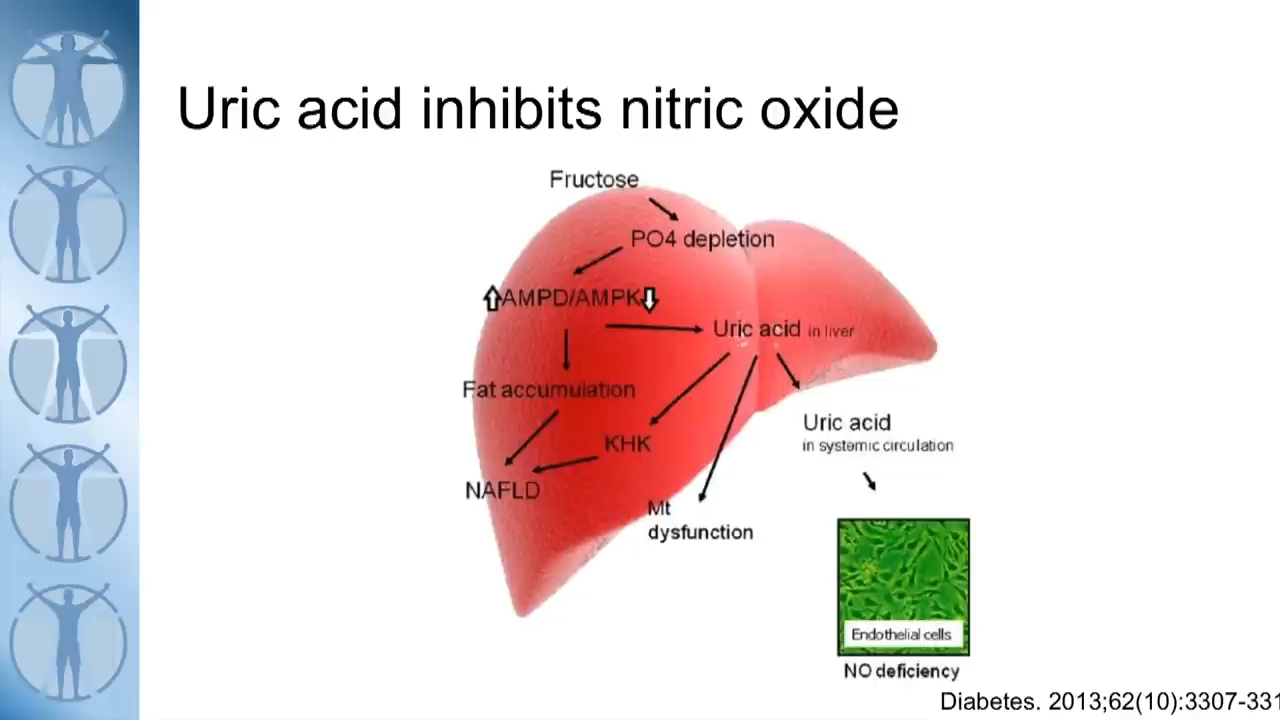 Uric acid inhibits nitric oxide
Fructose
PO4 depletion
AMPD/AMPK
Uric acid in liver
Fat accumulation
KHK
NAFLD
Mt
dysfunction
Uric acid
in systemic circulation
Endothelial cells
NO deficiency
Diabetes. 2013;62(10):3307-331